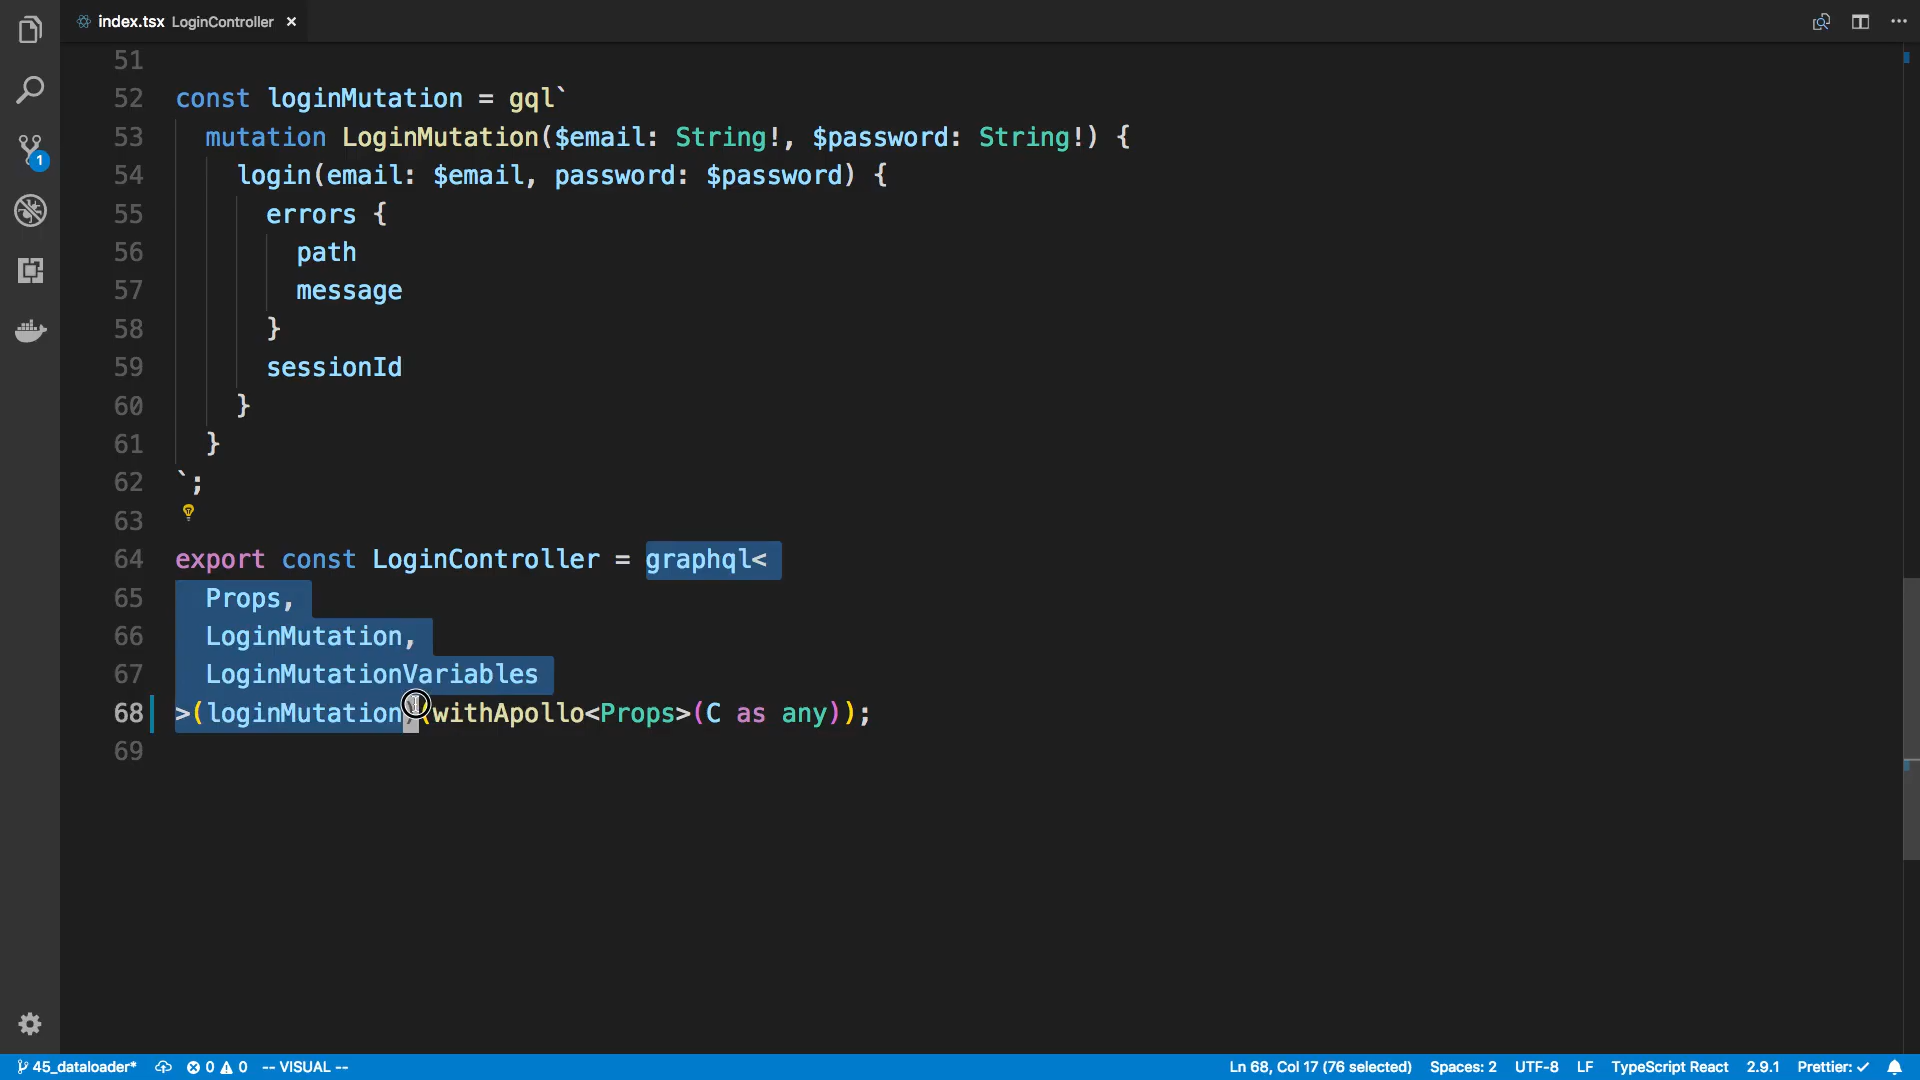 index.tsx LoginController
51
52 const loginMutation = gql`
53 mutation LoginMutation($email: String!, $password: String!) {
54 login(email: $email, password: $password) {
55 errors {
56 path
57 message
58 }
59 sessionId
60 }
61 }
62 `;
63
64 export const LoginController = graphql<
65 Props,
66 LoginMutation,
67 LoginMutationVariables
68 >(loginMutation)(withApollo<Props>(C as any));
69
1
45_dataloader* 0 0 -- VISUAL -- Ln 68, Col 17 (76 selected) Spaces: 2 UTF-8 LF TypeScript React 2.9.1 Prettier: ✓